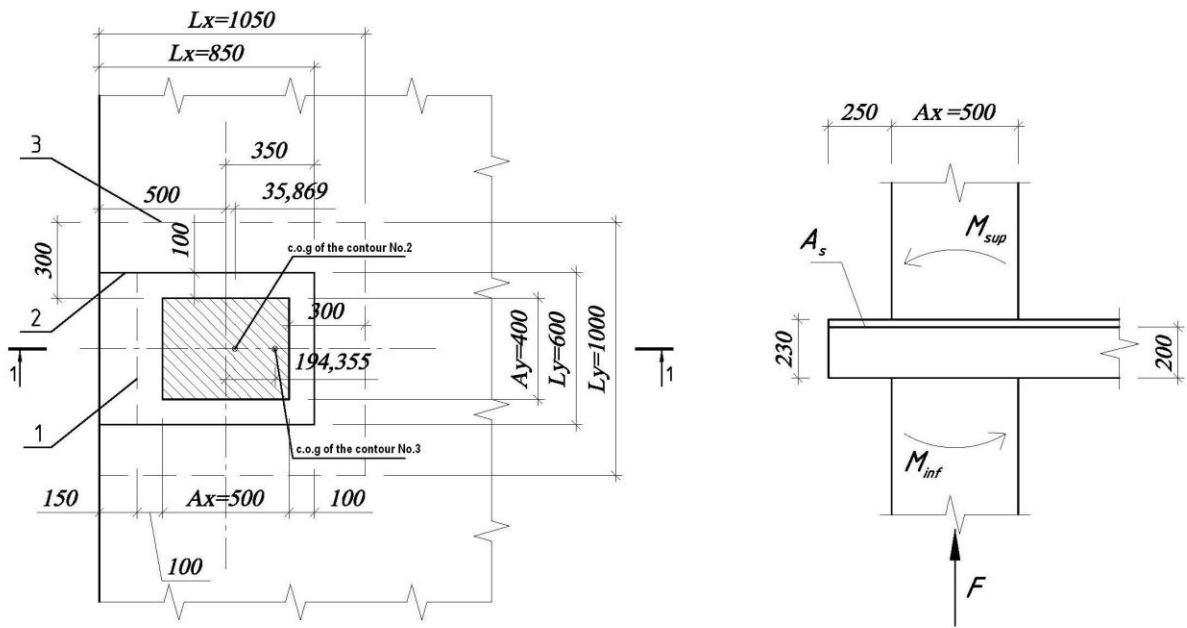 Lx=1050
Lx=850
350
3
500
35,869
300
100
c.o.g of the contour No.2
2
300
1
194,355
1
Ay=400
Ly=600
Ly=1000
1
c.o.g of the contour No.3
150
Ax=500
100
100
250
Ax=500
Msup
As
230
200
Minf
F